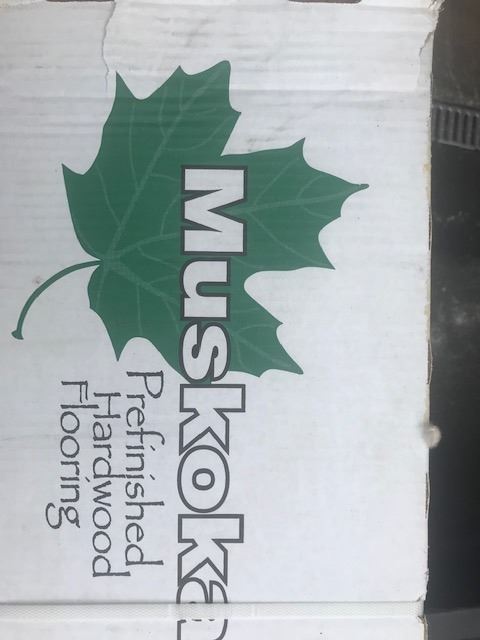 Muskoka
Prefinished
Hardwood
Flooring